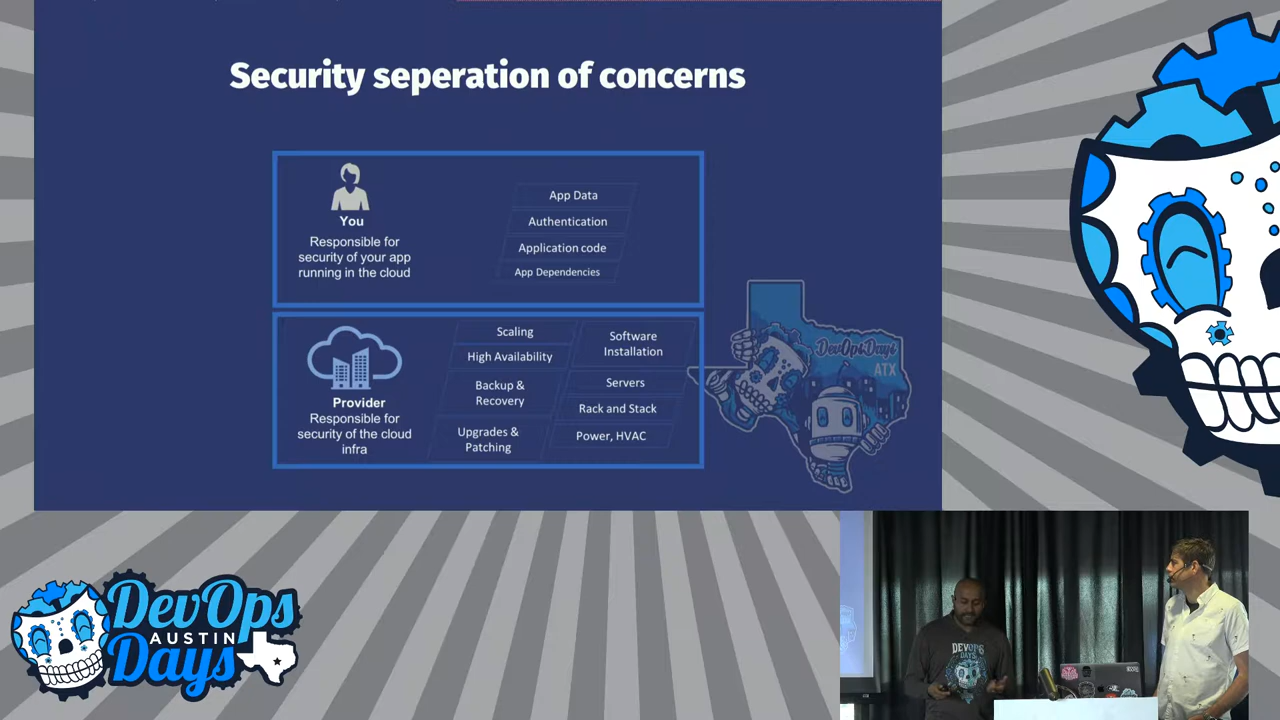 Security seperation of concerns
You
Responsible for
security of your app
running in the cloud
App Data
Authentication
Application code
App Dependencies
Provider
Responsible for
security of the cloud
infra
Scaling
High Availability
Backup &
Recovery
Upgrades &
Patching
Software
Installation
Servers
Rack and Stack
Power, HVAC
DevOpsDays
ATX
DevOps
AUSTIN
Days
DEVOPS
DAYS